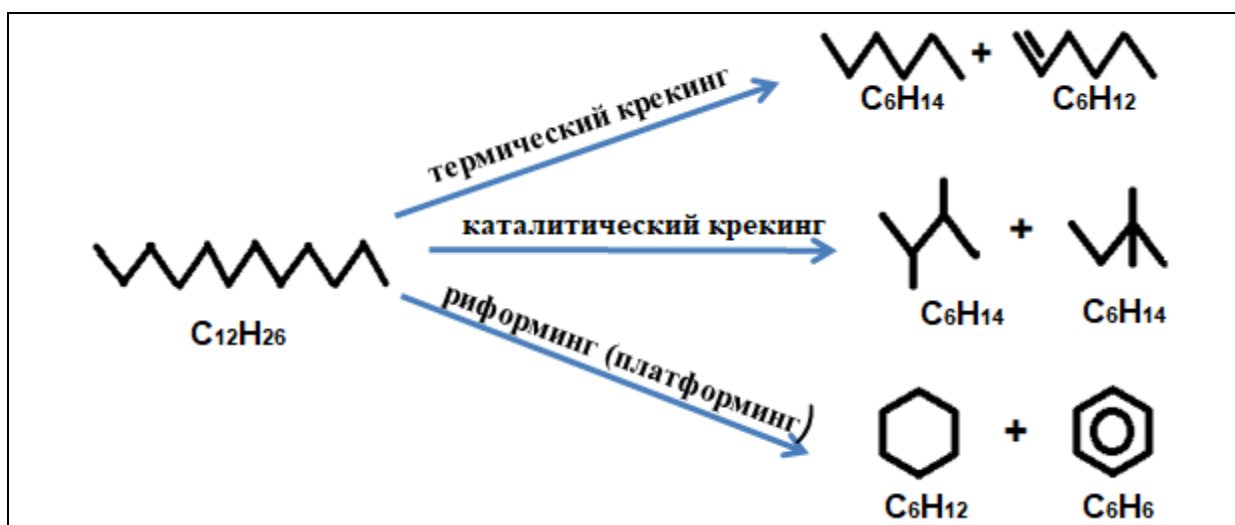 термический крекинг
C6H14 + C6H12
каталитический крекинг
+
C12H26
C6H14 C6H14
риформинг (платформинг)
+
C6H12 C6H6